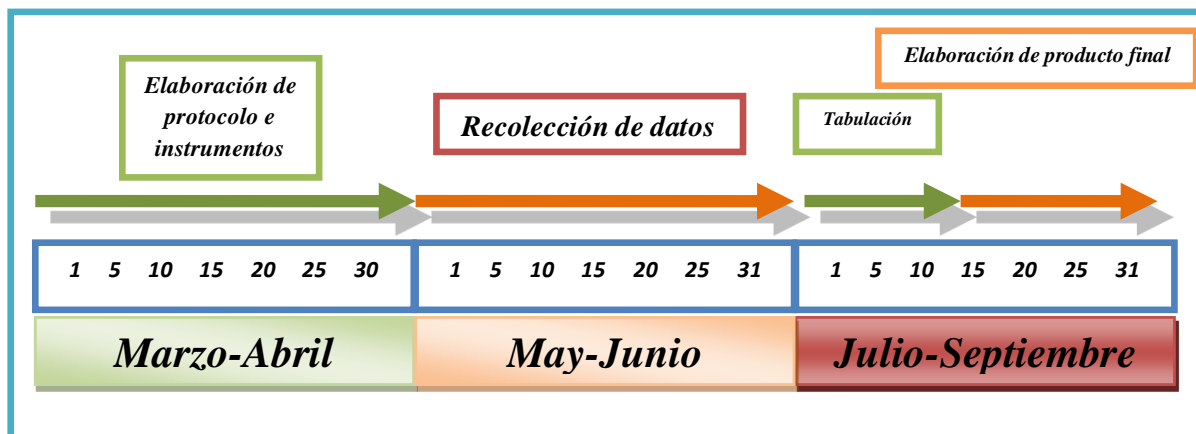 Elaboración de producto final
Elaboración de
protocolo e
instrumentos
Recolección de datos
Tabulación
1 5 10 15 20 25 30
1 5 10 15 20 25 31
1 5 10 15 20 25 31
Marzo-Abril
May-Junio
Julio-Septiembre